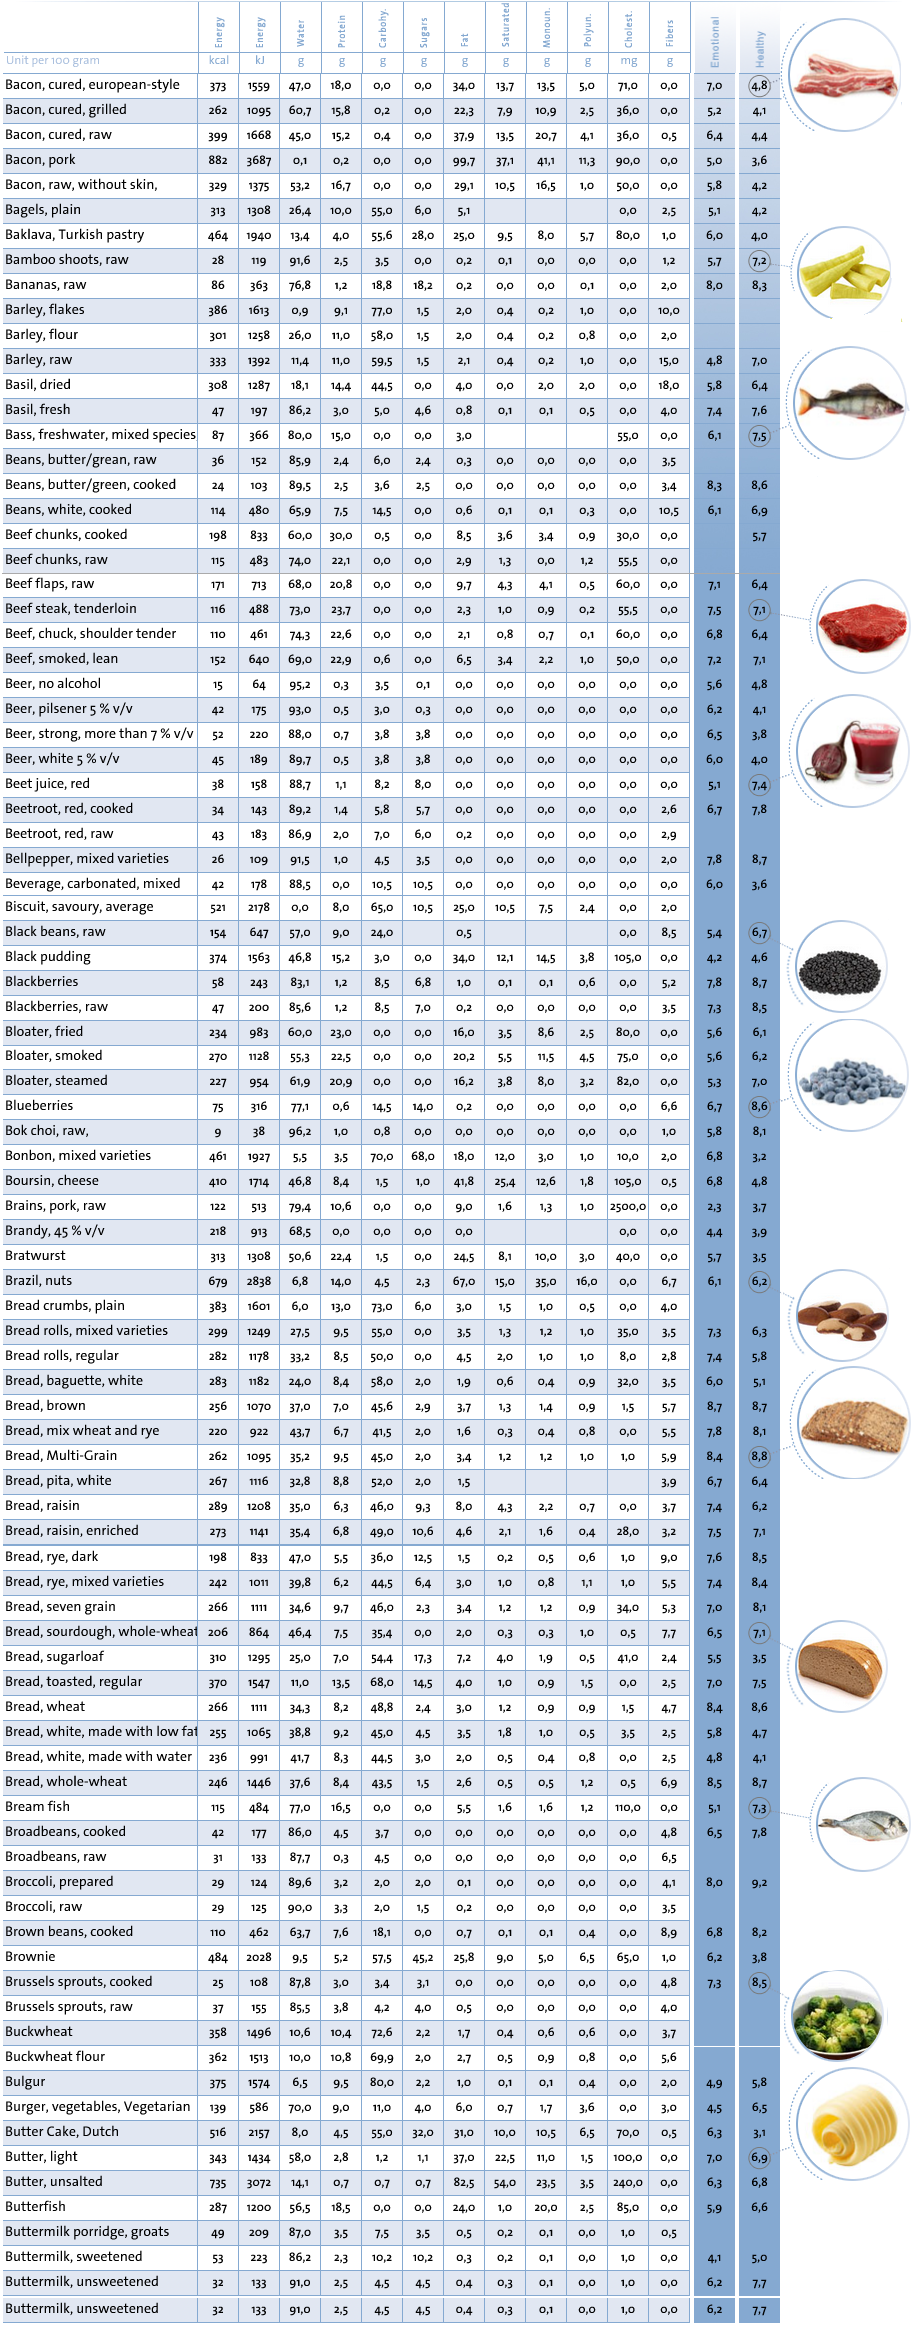 Energy Energy Water Protein Carbohy. Sugars Fat Saturated Monoun. Polyun. Cholest. Fibers Emotional Healthy
Unit per 100 gram kcal kJ g g g g g g g g mg g
Bacon, cured, european-style 373 1559 47,0 18,0 0,0 0,0 34,0 13,7 13,5 5,0 71,0 0,0 7,0 4,8
Bacon, cured, grilled 262 1095 60,7 15,8 0,2 0,0 22,3 7,9 10,9 2,5 36,0 0,0 5,2 4,1
Bacon, cured, raw 399 1668 45,0 15,2 0,4 0,0 37,9 13,5 20,7 4,1 36,0 0,5 6,4 4,4
Bacon, pork 882 3687 0,1 0,2 0,0 0,0 99,7 37,1 41,1 11,3 90,0 0,0 5,0 3,6
Bacon, raw, without skin, 329 1375 53,2 16,7 0,0 0,0 29,1 10,5 16,5 1,0 50,0 0,0 5,8 4,2
Bagels, plain 313 1308 26,4 10,0 55,0 6,0 5,1 0,0 2,5 5,1 4,2
Baklava, Turkish pastry 464 1940 13,4 4,0 55,6 28,0 25,0 9,5 8,0 5,7 80,0 1,0 6,0 4,0
Bamboo shoots, raw 28 119 91,6 2,5 3,5 0,0 0,2 0,1 0,0 0,0 0,0 1,2 5,7 7,2
Bananas, raw 86 363 76,8 1,2 18,8 18,2 0,2 0,0 0,0 0,1 0,0 2,0 8,0 8,3
Barley, flakes 386 1613 0,9 9,1 77,0 1,5 2,0 0,4 0,2 1,0 0,0 10,0
Barley, flour 301 1258 26,0 11,0 58,0 1,5 2,0 0,4 0,2 0,8 0,0 2,0
Barley, raw 333 1392 11,4 11,0 59,5 1,5 2,1 0,4 0,2 1,0 0,0 15,0 4,8 7,0
Basil, dried 308 1287 18,1 14,4 44,5 0,0 4,0 0,0 2,0 2,0 0,0 18,0 5,8 6,4
Basil, fresh 47 197 86,2 3,0 5,0 4,6 0,8 0,1 0,1 0,5 0,0 4,0 7,4 7,6
Bass, freshwater, mixed species, 87 366 80,0 15,0 0,0 0,0 3,0 55,0 0,0 6,1 7,5
Beans, butter/grean, raw 36 152 85,9 2,4 6,0 2,4 0,3 0,0 0,0 0,0 0,0 3,5
Beans, butter/green, cooked 24 103 89,5 2,5 3,6 2,5 0,0 0,0 0,0 0,0 0,0 3,4 8,3 8,6
Beans, white, cooked 114 480 65,9 7,5 14,5 0,0 0,6 0,1 0,1 0,3 0,0 10,5 6,1 6,9
Beef chunks, cooked 198 833 60,0 30,0 0,5 0,0 8,5 3,6 3,4 0,9 30,0 0,0 5,7
Beef chunks, raw 115 483 74,0 22,1 0,0 0,0 2,9 1,3 0,0 1,2 55,5 0,0
Beef flaps, raw 171 713 68,0 20,8 0,0 0,0 9,7 4,3 4,1 0,5 60,0 0,0 7,1 6,4
Beef steak, tenderloin 116 488 73,0 23,7 0,0 0,0 2,3 1,0 0,9 0,2 55,5 0,0 7,5 7,1
Beef, chuck, shoulder tender 110 461 74,3 22,6 0,0 0,0 2,1 0,8 0,7 0,1 60,0 0,0 6,8 6,4
Beef, smoked, lean 152 640 69,0 22,9 0,6 0,0 6,5 3,4 2,2 1,0 50,0 0,0 7,2 7,1
Beer, no alcohol 15 64 95,2 0,3 3,5 0,1 0,0 0,0 0,0 0,0 0,0 0,0 5,6 4,8
Beer, pilsener 5 % v/v 42 175 93,0 0,5 3,0 0,3 0,0 0,0 0,0 0,0 0,0 0,0 6,2 4,1
Beer, strong, more than 7 % v/v 52 220 88,0 0,7 3,8 3,8 0,0 0,0 0,0 0,0 0,0 0,0 6,5 3,8
Beer, white 5 % v/v 45 189 89,7 0,5 3,8 3,8 0,0 0,0 0,0 0,0 0,0 0,0 6,0 4,0
Beet juice, red 38 158 88,7 1,1 8,2 8,0 0,0 0,0 0,0 0,0 0,0 0,0 5,1 7,4
Beetroot, red, cooked 34 143 89,2 1,4 5,8 5,7 0,0 0,0 0,0 0,0 0,0 2,6 6,7 7,8
Beetroot, red, raw 43 183 86,9 2,0 7,0 6,0 0,2 0,0 0,0 0,0 0,0 2,9
Bellpepper, mixed varieties 26 109 91,5 1,0 4,5 3,5 0,0 0,0 0,0 0,0 0,0 2,0 7,8 8,7
Beverage, carbonated, mixed 42 178 88,5 0,0 10,5 10,5 0,0 0,0 0,0 0,0 0,0 0,0 6,0 3,6
Biscuit, savoury, average 521 2178 0,0 8,0 65,0 10,5 25,0 10,5 7,5 2,4 0,0 2,0
Black beans, raw 154 647 57,0 9,0 24,0 0,5 0,0 8,5 5,4 6,7
Black pudding 374 1563 46,8 15,2 3,0 0,0 34,0 12,1 14,5 3,8 105,0 0,0 4,2 4,6
Blackberries 58 243 83,1 1,2 8,5 6,8 1,0 0,1 0,1 0,6 0,0 5,2 7,8 8,7
Blackberries, raw 47 200 85,6 1,2 8,5 7,0 0,2 0,0 0,0 0,0 0,0 3,5 7,3 8,5
Bloater, fried 234 983 60,0 23,0 0,0 0,0 16,0 3,5 8,6 2,5 80,0 0,0 5,6 6,1
Bloater, smoked 270 1128 55,3 22,5 0,0 0,0 20,2 5,5 11,5 4,5 75,0 0,0 5,6 6,2
Bloater, steamed 227 954 61,9 20,9 0,0 0,0 16,2 3,8 8,0 3,2 82,0 0,0 5,3 7,0
Blueberries 75 316 77,1 0,6 14,5 14,0 0,2 0,0 0,0 0,0 0,0 6,6 6,7 8,6
Bok choi, raw, 9 38 96,2 1,0 0,8 0,0 0,0 0,0 0,0 0,0 0,0 1,0 5,8 8,1
Bonbon, mixed varieties 461 1927 5,5 3,5 70,0 68,0 18,0 12,0 3,0 1,0 10,0 2,0 6,8 3,2
Boursin, cheese 410 1714 46,8 8,4 1,5 1,0 41,8 25,4 12,6 1,8 105,0 0,5 6,8 4,8
Brains, pork, raw 122 513 79,4 10,6 0,0 0,0 9,0 1,6 1,3 1,0 2500,0 0,0 2,3 3,7
Brandy, 45 % v/v 218 913 68,5 0,0 0,0 0,0 0,0 0,0 0,0 4,4 3,9
Bratwurst 313 1308 50,6 22,4 1,5 0,0 24,5 8,1 10,0 3,0 40,0 0,0 5,7 3,5
Brazil, nuts 679 2838 6,8 14,0 4,5 2,3 67,0 15,0 35,0 16,0 0,0 6,7 6,1 6,2
Bread crumbs, plain 383 1601 6,0 13,0 73,0 6,0 3,0 1,5 1,0 0,5 0,0 4,0
Bread rolls, mixed varieties 299 1249 27,5 9,5 55,0 0,0 3,5 1,3 1,2 1,0 35,0 3,5 7,3 6,3
Bread rolls, regular 282 1178 33,2 8,5 50,0 0,0 4,5 2,0 1,0 1,0 8,0 2,8 7,4 5,8
Bread, baguette, white 283 1182 24,0 8,4 58,0 2,0 1,9 0,6 0,4 0,9 32,0 3,5 6,0 5,1
Bread, brown 256 1070 37,0 7,0 45,6 2,9 3,7 1,3 1,4 0,9 1,5 5,7 8,7 8,7
Bread, mix wheat and rye 220 922 43,7 6,7 41,5 2,0 1,6 0,3 0,4 0,8 0,0 5,5 7,8 8,1
Bread, Multi-Grain 262 1095 35,2 9,5 45,0 2,0 3,4 1,2 1,2 1,0 1,0 5,9 8,4 8,8
Bread, pita, white 267 1116 32,8 8,8 52,0 2,0 1,5 3,9 6,7 6,4
Bread, raisin 289 1208 35,0 6,3 46,0 9,3 8,0 4,3 2,2 0,7 0,0 3,7 7,4 6,2
Bread, raisin, enriched 273 1141 35,4 6,8 49,0 10,6 4,6 2,1 1,6 0,4 28,0 3,2 7,5 7,1
Bread, rye, dark 198 833 47,0 5,5 36,0 12,5 1,5 0,2 0,5 0,6 1,0 9,0 7,6 8,5
Bread, rye, mixed varieties 242 1011 39,8 6,2 44,5 6,4 3,0 1,0 0,8 1,1 1,0 5,5 7,4 8,4
Bread, seven grain 266 1111 34,6 9,7 46,0 2,3 3,4 1,2 1,2 0,9 34,0 5,3 7,0 8,1
Bread, sourdough, whole-wheat 206 864 46,4 7,5 35,4 0,0 2,0 0,3 0,3 1,0 0,5 7,7 6,5 7,1
Bread, sugarloaf 310 1295 25,0 7,0 54,4 17,3 7,2 4,0 1,9 0,5 41,0 2,4 5,5 3,5
Bread, toasted, regular 370 1547 11,0 13,5 68,0 14,5 4,0 1,0 0,9 1,5 0,0 2,5 7,0 7,5
Bread, wheat 266 1111 34,3 8,2 48,8 2,4 3,0 1,2 0,9 0,9 1,5 4,7 8,4 8,6
Bread, white, made with low fat 255 1065 38,8 9,2 45,0 4,5 3,5 1,8 1,0 0,5 3,5 2,5 5,8 4,7
Bread, white, made with water 236 991 41,7 8,3 44,5 3,0 2,0 0,5 0,4 0,8 0,0 2,5 4,8 4,1
Bread, whole-wheat 246 1446 37,6 8,4 43,5 1,5 2,6 0,5 0,5 1,2 0,5 6,9 8,5 8,7
Bream fish 115 484 77,0 16,5 0,0 0,0 5,5 1,6 1,6 1,2 110,0 0,0 5,1 7,3
Broadbeans, cooked 42 177 86,0 4,5 3,7 0,0 0,0 0,0 0,0 0,0 0,0 4,8 6,5 7,8
Broadbeans, raw 31 133 87,7 0,3 4,5 0,0 0,0 0,0 0,0 0,0 0,0 6,5
Broccoli, prepared 29 124 89,6 3,2 2,0 2,0 0,1 0,0 0,0 0,0 0,0 4,1 8,0 9,2
Broccoli, raw 29 125 90,0 3,3 2,0 1,5 0,2 0,0 0,0 0,0 0,0 3,5
Brown beans, cooked 110 462 63,7 7,6 18,1 0,0 0,7 0,1 0,1 0,4 0,0 8,9 6,8 8,2
Brownie 484 2028 9,5 5,2 57,5 45,2 25,8 9,0 5,0 6,5 65,0 1,0 6,2 3,8
Brussels sprouts, cooked 25 108 87,8 3,0 3,4 3,1 0,0 0,0 0,0 0,0 0,0 4,8 7,3 8,5
Brussels sprouts, raw 37 155 85,5 3,8 4,2 4,0 0,5 0,0 0,0 0,0 0,0 4,0
Buckwheat 358 1496 10,6 10,4 72,6 2,2 1,7 0,4 0,6 0,6 0,0 3,7
Buckwheat flour 362 1513 10,0 10,8 69,9 2,0 2,7 0,5 0,9 0,8 0,0 5,6
Bulgur 375 1574 6,5 9,5 80,0 2,2 1,0 0,1 0,1 0,4 0,0 2,0 4,9 5,8
Burger, vegetables, Vegetarian 139 586 70,0 9,0 11,0 4,0 6,0 0,7 1,7 3,6 0,0 3,0 4,5 6,5
Butter Cake, Dutch 516 2157 8,0 4,5 55,0 32,0 31,0 10,0 10,5 6,5 70,0 0,5 6,3 3,1
Butter, light 343 1434 58,0 2,8 1,2 1,1 37,0 22,5 11,0 1,5 100,0 0,0 7,0 6,9
Butter, unsalted 735 3072 14,1 0,7 0,7 0,7 82,5 54,0 23,5 3,5 240,0 0,0 6,3 6,8
Butterfish 287 1200 56,5 18,5 0,0 0,0 24,0 1,0 20,0 2,5 85,0 0,0 5,9 6,6
Buttermilk porridge, groats 49 209 87,0 3,5 7,5 3,5 0,5 0,2 0,1 0,0 1,0 0,5
Buttermilk, sweetened 53 223 86,2 2,3 10,2 10,2 0,3 0,2 0,1 0,0 1,0 0,0 4,1 5,0
Buttermilk, unsweetened 32 133 91,0 2,5 4,5 4,5 0,4 0,3 0,1 0,0 1,0 0,0 6,2 7,7
Buttermilk, unsweetened 32 133 91,0 2,5 4,5 4,5 0,4 0,3 0,1 0,0 1,0 0,0 6,2 7,7